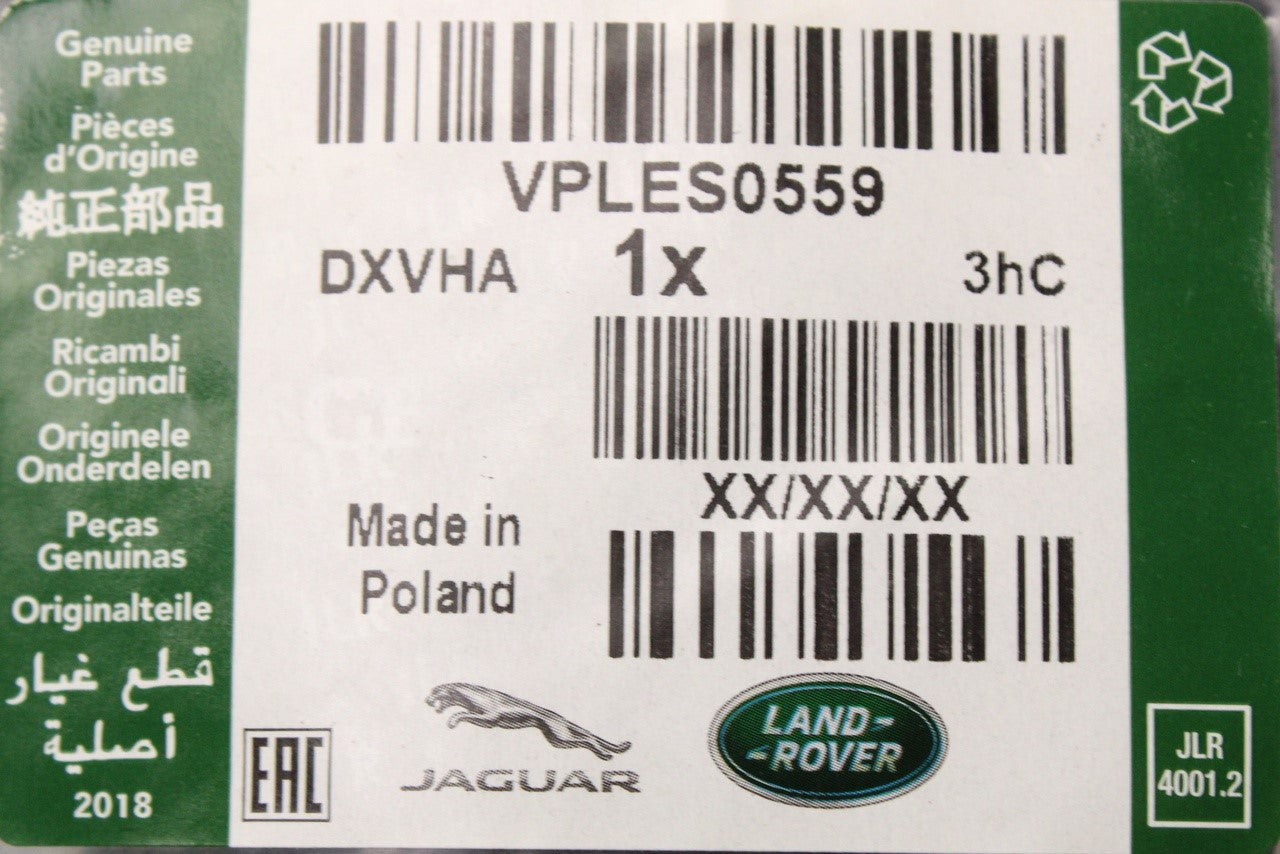 Genuine
Parts
Pièces
d'Origine
純正部品
Piezas
Originales
Ricambi
Originali
Originele
Onderdelen
Peças
Genuinas
Originalteile
قطع غيار
أصلية
2018
VPLES0559
DXVHA 1x 3hC
XX/XX/XX
Made in
Poland
EAC
JAGUAR
LAND-
-ROVER
JLR
4001.2